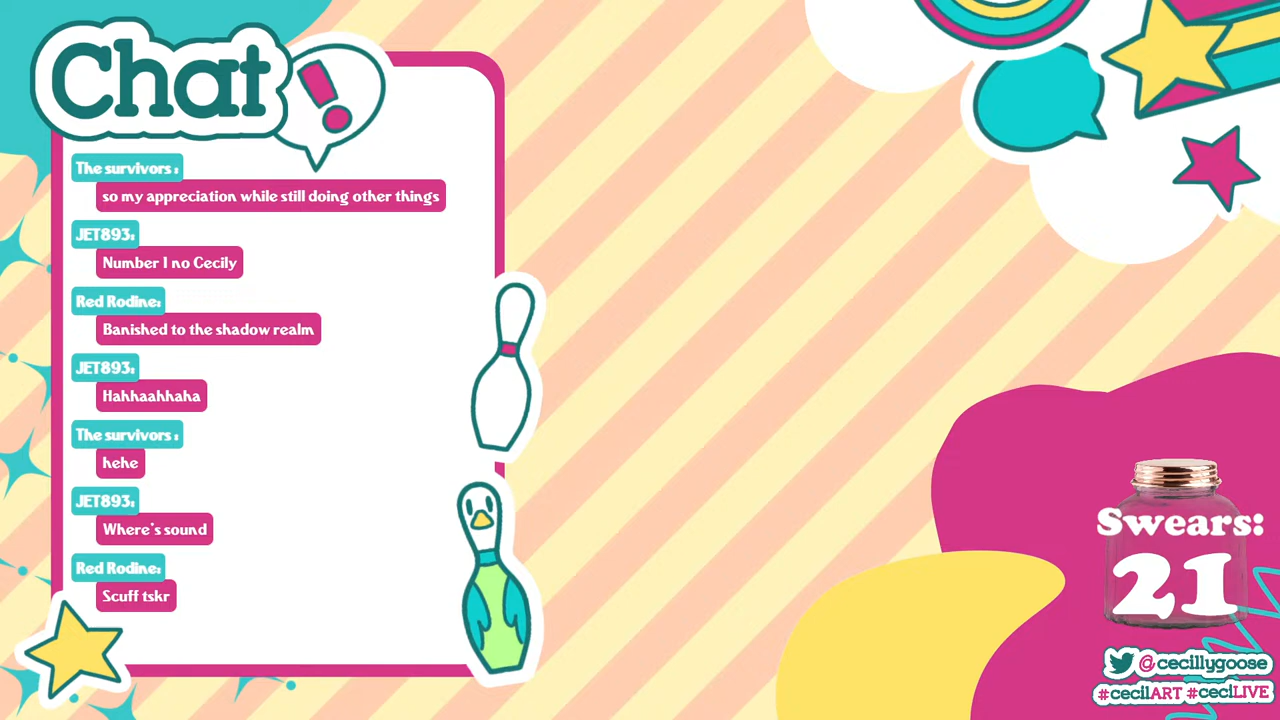 Chat!
The survivors :
so my appreciation while still doing other things
JET893:
Number 1 no Cecily
Red Rodine:
Banished to the shadow realm
JET893:
Hahhaahhaha
The survivors :
hehe
JET893:
Where's sound
Red Rodine:
Scuff tskr
Swears:
21
@cecillygoose
#cecilART #ceciLIVE